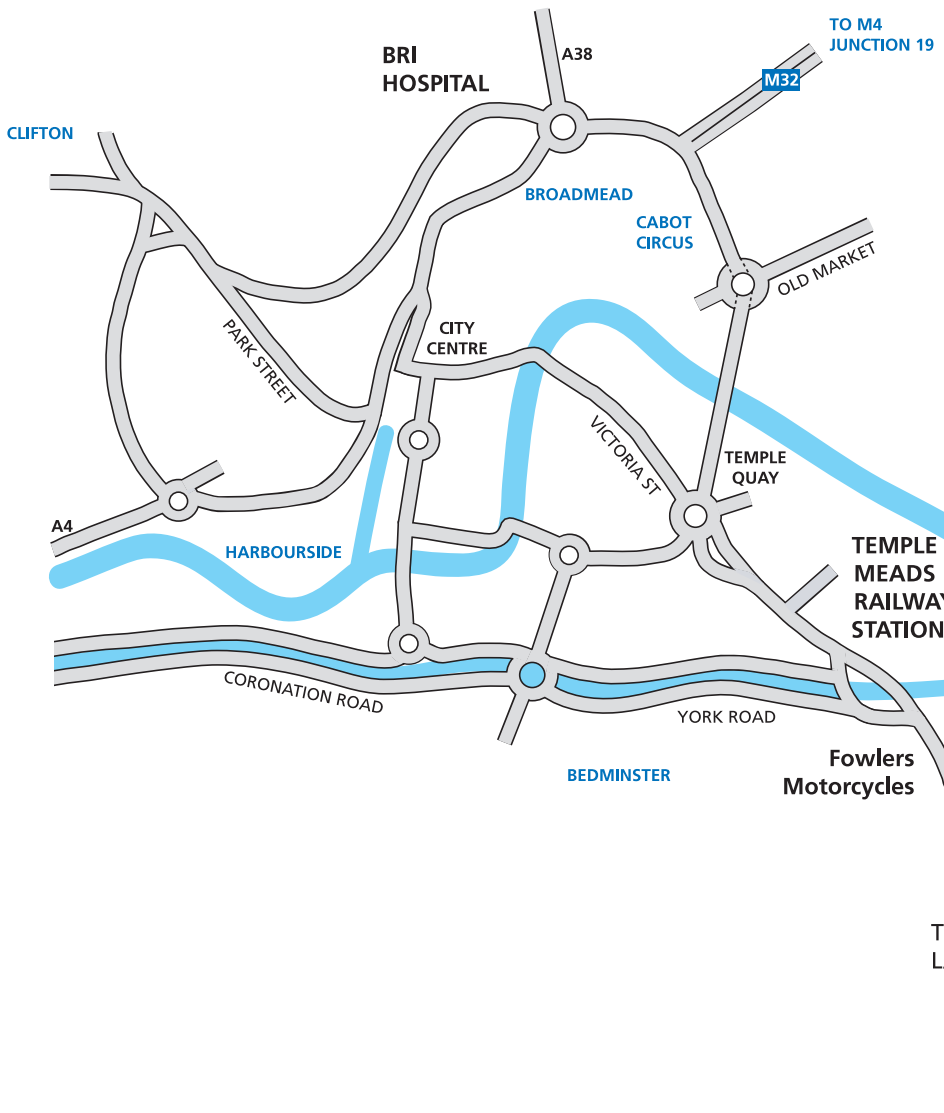 TO M4
JUNCTION 19
BRI
HOSPITAL
A38
M32
CLIFTON
BROADMEAD
CABOT
CIRCUS
OLD MARKET
PARK STREET
CITY
CENTRE
VICTORIA ST
TEMPLE
QUAY
A4
HARBOURSIDE
TEMPLE
MEADS
RAILWAY
STATION
CORONATION ROAD
YORK ROAD
Fowlers
Motorcycles
BEDMINSTER